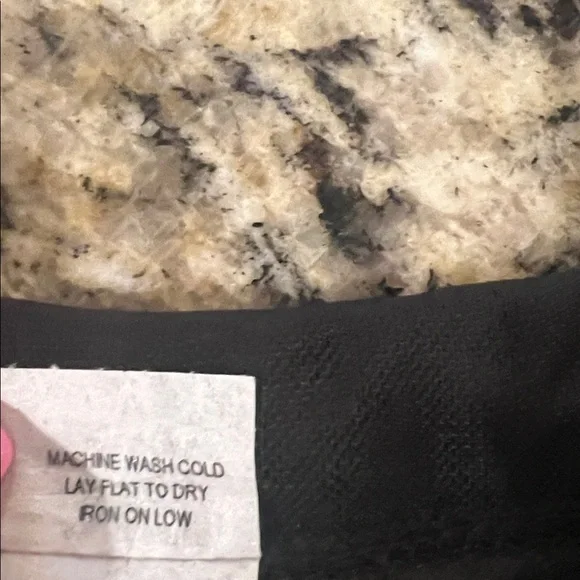 MACHINE WASH COLD
LAY FLAT TO DRY
IRON ON LOW